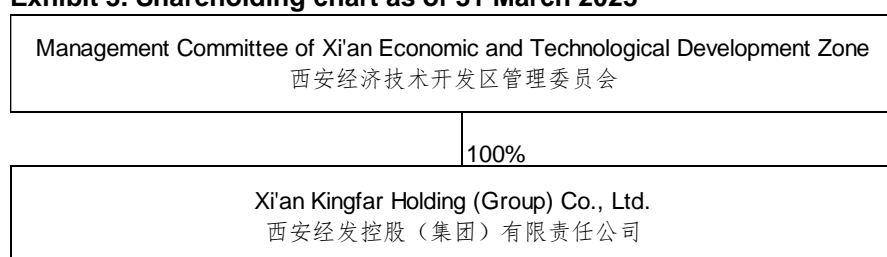 Exhibit Shareholding chart as of 31 March
Management Committee of Xi'an Economic and Technological Development Zone
西安经济技术开发区管理委员会
100%
Xi'an Kingfar Holding (Group) Co., Ltd.
西安经发控股（集团）有限责任公司